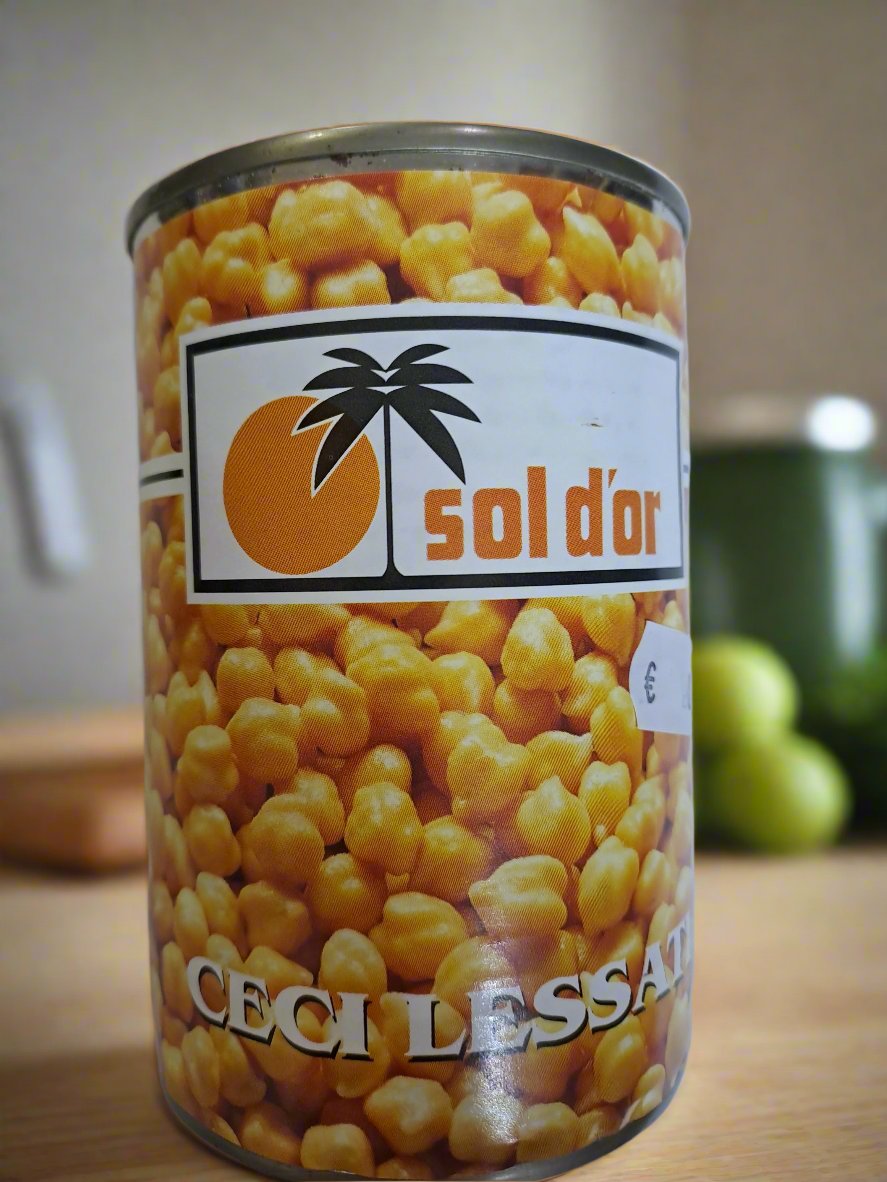 sol d'or
€
CECI LESSATI